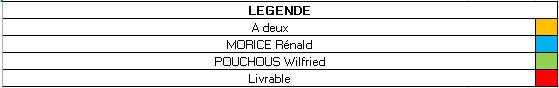 LEGENDE
A deux
MORICE Rénald
POUCHOUS Wilfried
Livrable